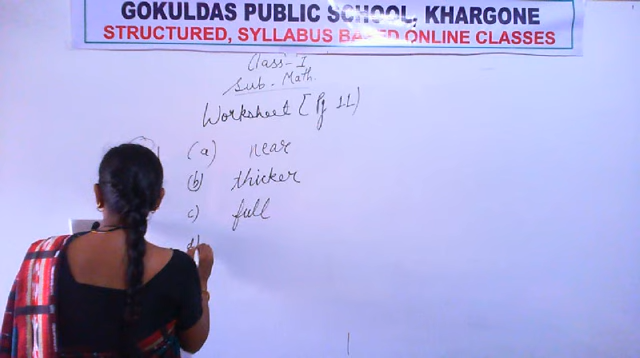 GOKULDAS PUBLIC SCHOOL, KHARGONE
STRUCTURED, SYLLABUS BASED ONLINE CLASSES
Class-I
Sub. Math.
Worksheet [Pg 11)
(a) near
(b) thicker
c) full
d)